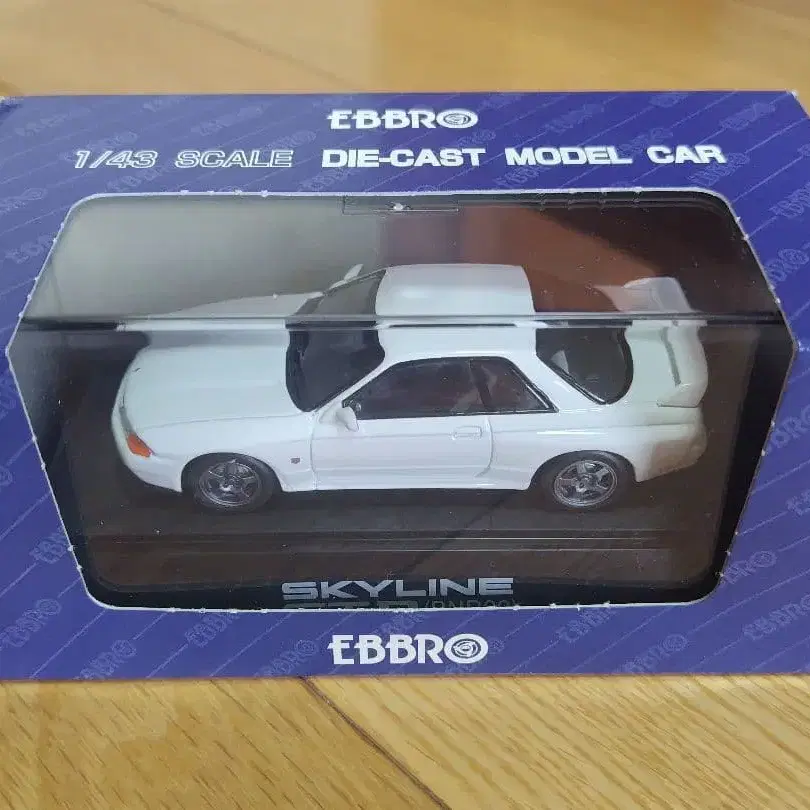 EBBRO
1/43 SCALE DIE-CAST MODEL CAR
SKYLINE
EBBRO